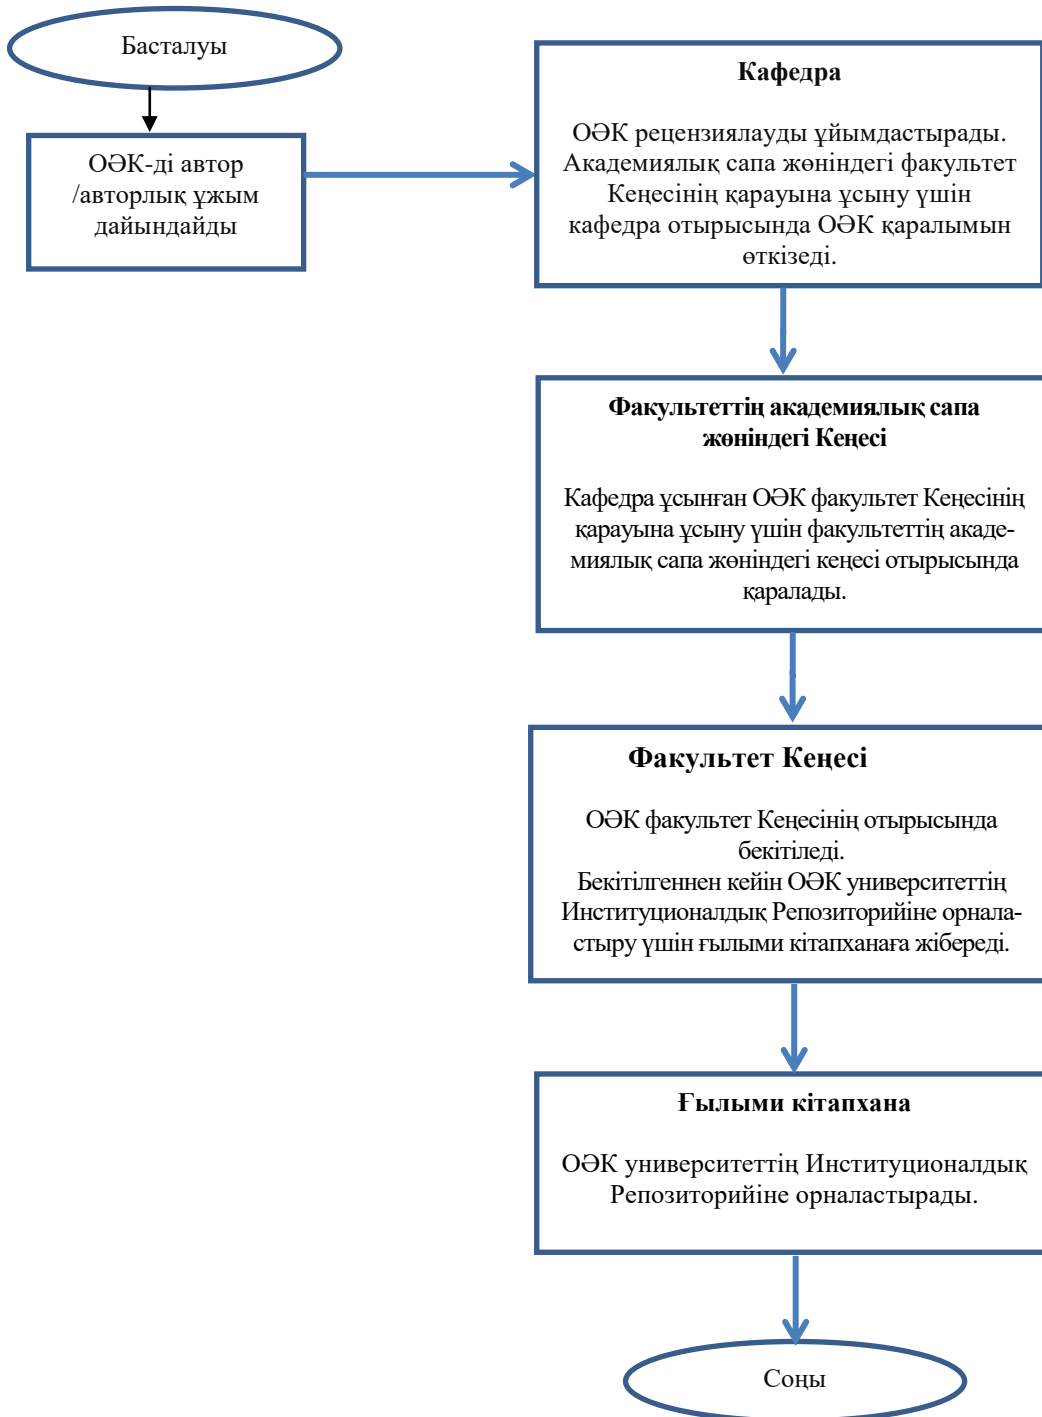 Басталуы
ОӘК-ді автор
/авторлық ұжым
дайындайды
Кафедра
ОӘК рецензиялауды ұйымдастырады.
Академиялық сапа жөніндегі факультет
Кеңесінің қарауына ұсыну үшін
кафедра отырысында ОӘК қаралымын
өткізеді.
Факультеттің академиялық сапа
жөніндегі Кеңесі
Кафедра ұсынған ОӘК факультет Кеңесінің
қарауына ұсыну үшін факультеттің акаде-
миялық сапа жөніндегі кеңесі отырысында
қаралады.
Факультет Кеңесі
ОӘК факультет Кеңесінің отырысында
бекітіледі.
Бекітілгеннен кейін ОӘК университеттің
Институционалдық Репозиторийіне орнала-
стыру үшін ғылыми кітапханаға жібереді.
Ғылыми кітапхана
ОӘК университеттің Институционалдық
Репозиторийіне орналастырады.
Соңы